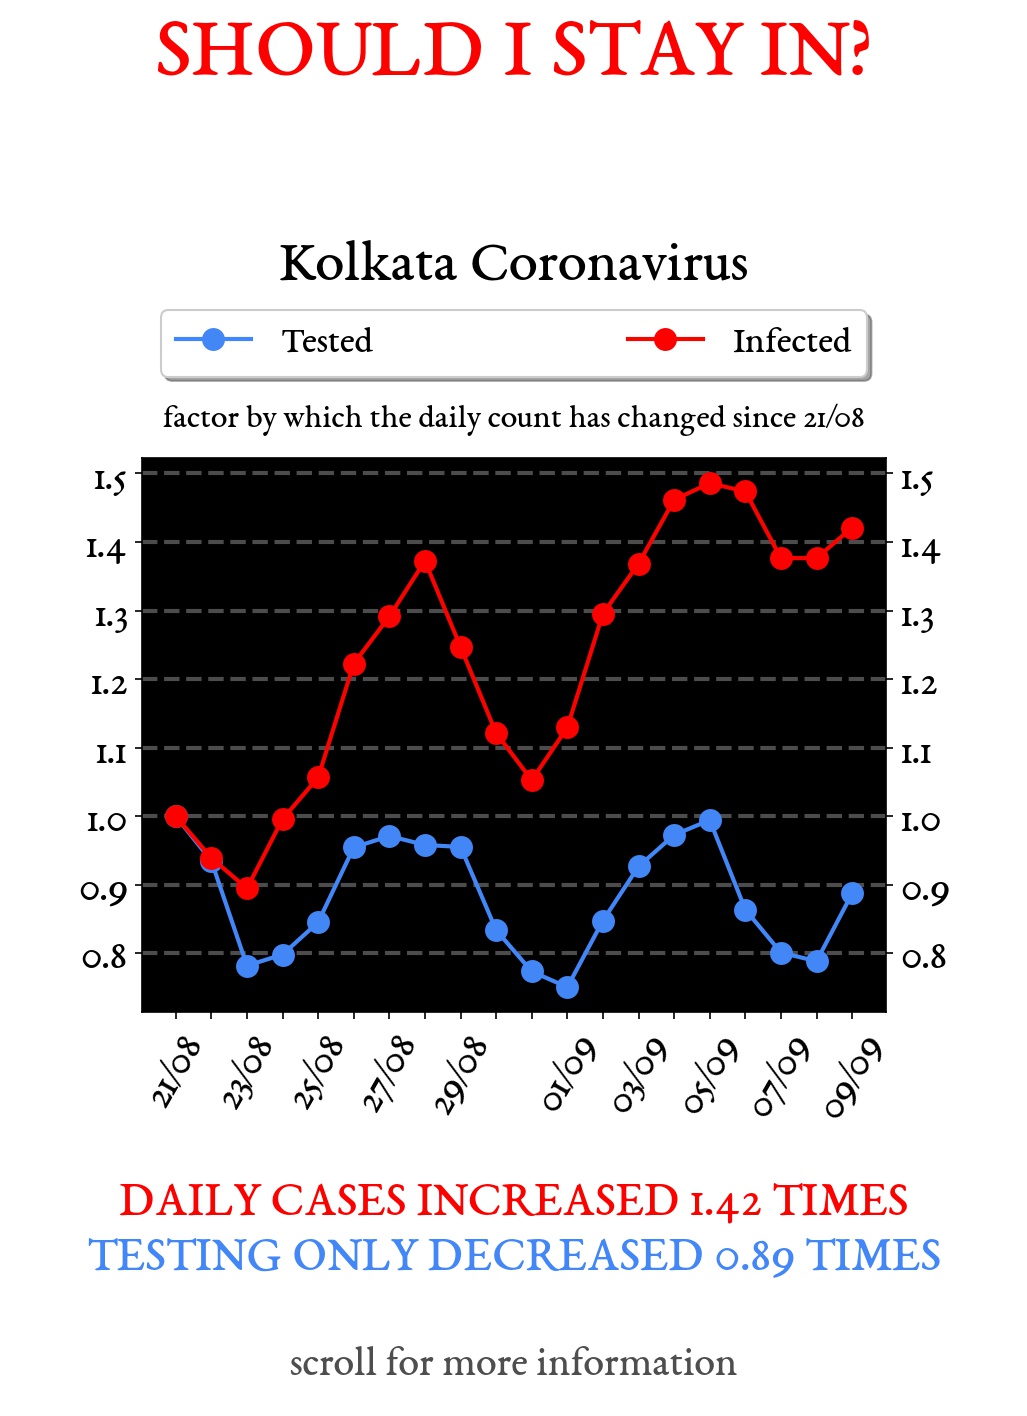 SHOULD I STAY IN?
Kolkata Coronavirus
Tested Infected
factor by which the daily count has changed since 21/08
1.5 1.5
1.4 1.4
1.3 1.3
1.2 1.2
1.1 1.1
1.0 1.0
0.9 0.9
0.8 0.8
21/08 23/08 25/08 27/08 29/08 01/09 03/09 05/09 07/09 09/09
DAILY CASES INCREASED 1.42 TIMES
TESTING ONLY DECREASED 0.89 TIMES
scroll for more information